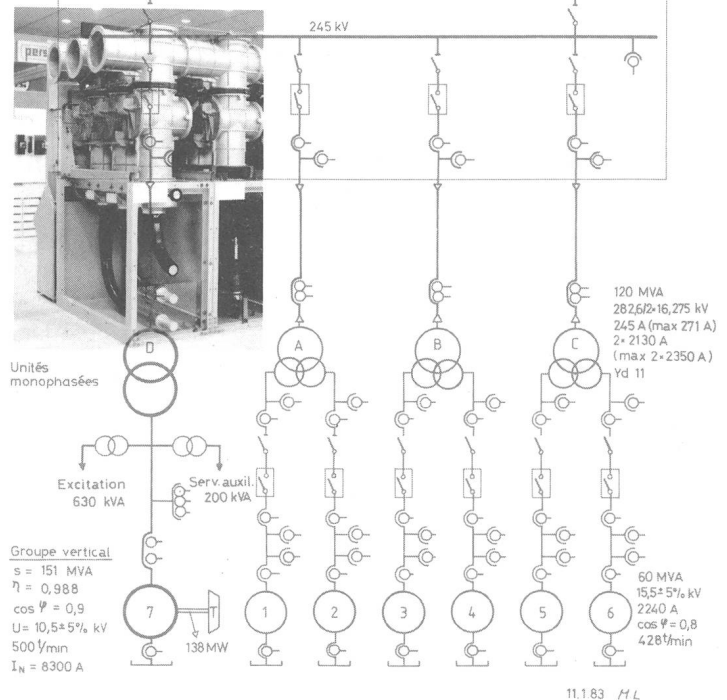 245 kV
pers
D
A
B
C
120 MVA
282,6/2×16,275 kV
245 A (max 271 A)
2× 2130 A
(max 2×2350 A)
Yd 11
Unités
monophasées
Excitation
630 kVA
Serv. auxil.
200 kVA
Groupe vertical
s = 151 MVA
η = 0,988
cos φ = 0,9
U = 10,5±5% kV
500 t/min
I_N = 8300 A
7
T
138 MW
1
2
3
4
5
6
60 MVA
15,5±5% kV
2240 A
cos φ = 0,8
428 t/min
11.1.83 ML